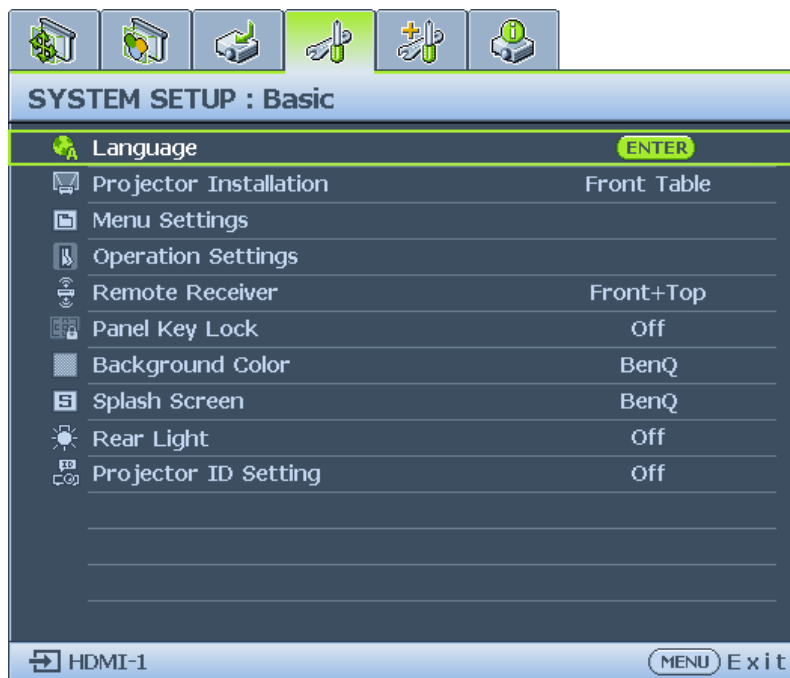 SYSTEM SETUP : Basic
Language ENTER
Projector Installation Front Table
Menu Settings
Operation Settings
Remote Receiver Front+Top
Panel Key Lock Off
Background Color BenQ
Splash Screen BenQ
Rear Light Off
Projector ID Setting Off
HDMI-1 MENU Exit